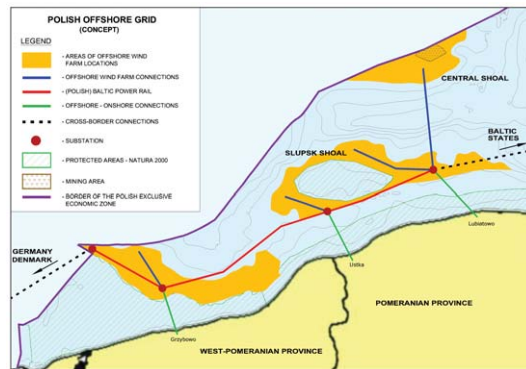 POLISH OFFSHORE GRID
(CONCEPT)
LEGEND
- AREAS OF OFFSHORE WIND
FARM LOCATIONS
- OFFSHORE WIND FARM CONNECTIONS
- (POLISH) BALTIC POWER RAIL
- OFFSHORE - ONSHORE CONNECTIONS
- CROSS-BORDER CONNECTIONS
- SUBSTATION
- PROTECTED AREAS - NATURA 2000
- MINING AREA
- BORDER OF THE POLISH EXCLUSIVE
ECONOMIC ZONE
CENTRAL SHOAL
BALTIC
STATES
SLUPSK SHOAL
Lubiatowo
GERMANY
DENMARK
Ustka
POMERANIAN PROVINCE
Grzybowo
WEST-POMERANIAN PROVINCE